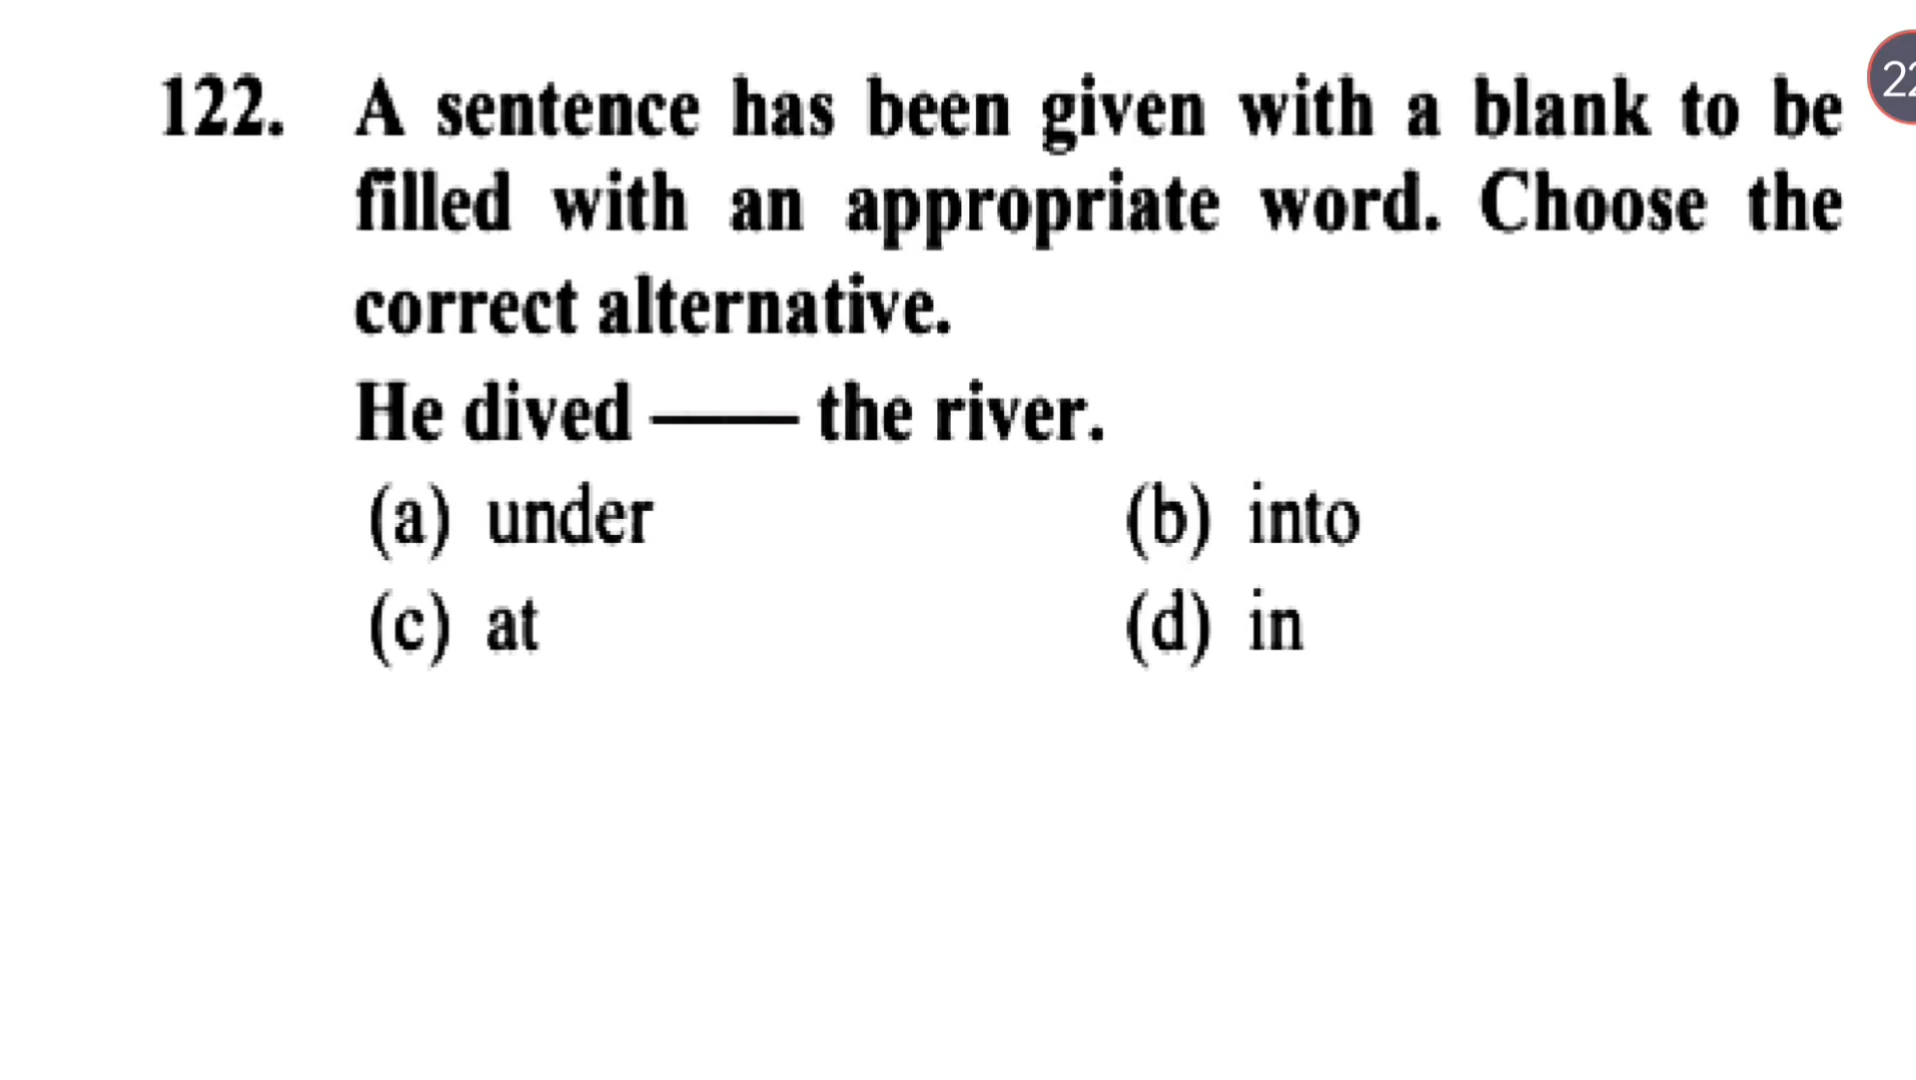 122. A sentence has been given with a blank to be
filled with an appropriate word. Choose the
correct alternative.
He dived —— the river.
(a) under (b) into
(c) at (d) in